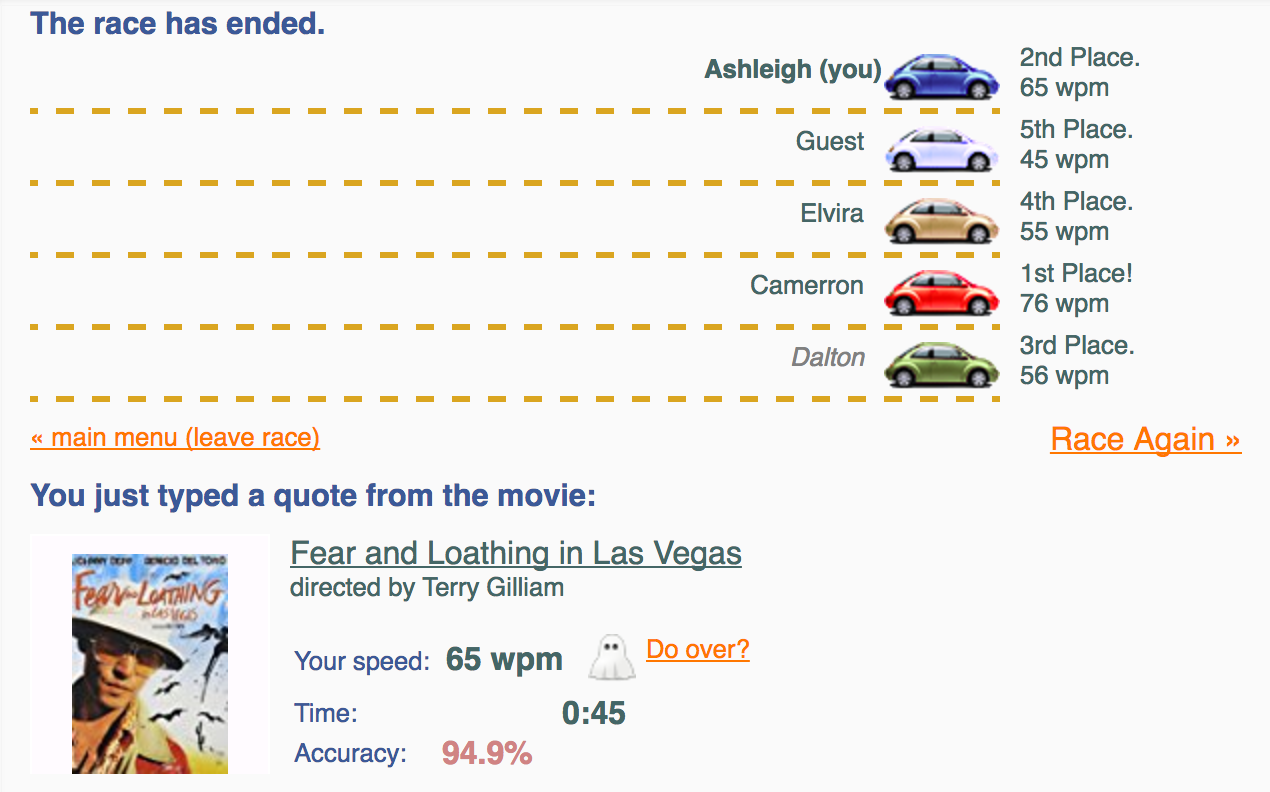 The race has ended.
Ashleigh (you)
2nd Place.
65 wpm
Guest
5th Place.
45 wpm
Elvira
4th Place.
55 wpm
Camerron
1st Place!
76 wpm
Dalton
3rd Place.
56 wpm
« main menu (leave race)
Race Again »
You just typed a quote from the movie:
JOHNNY DEPP BENICIO DEL TORO
Fear and LOATHING
IN LAS VEGAS
Fear and Loathing in Las Vegas
directed by Terry Gilliam
Your speed: 65 wpm Do over?
Time: 0:45
Accuracy: 94.9%